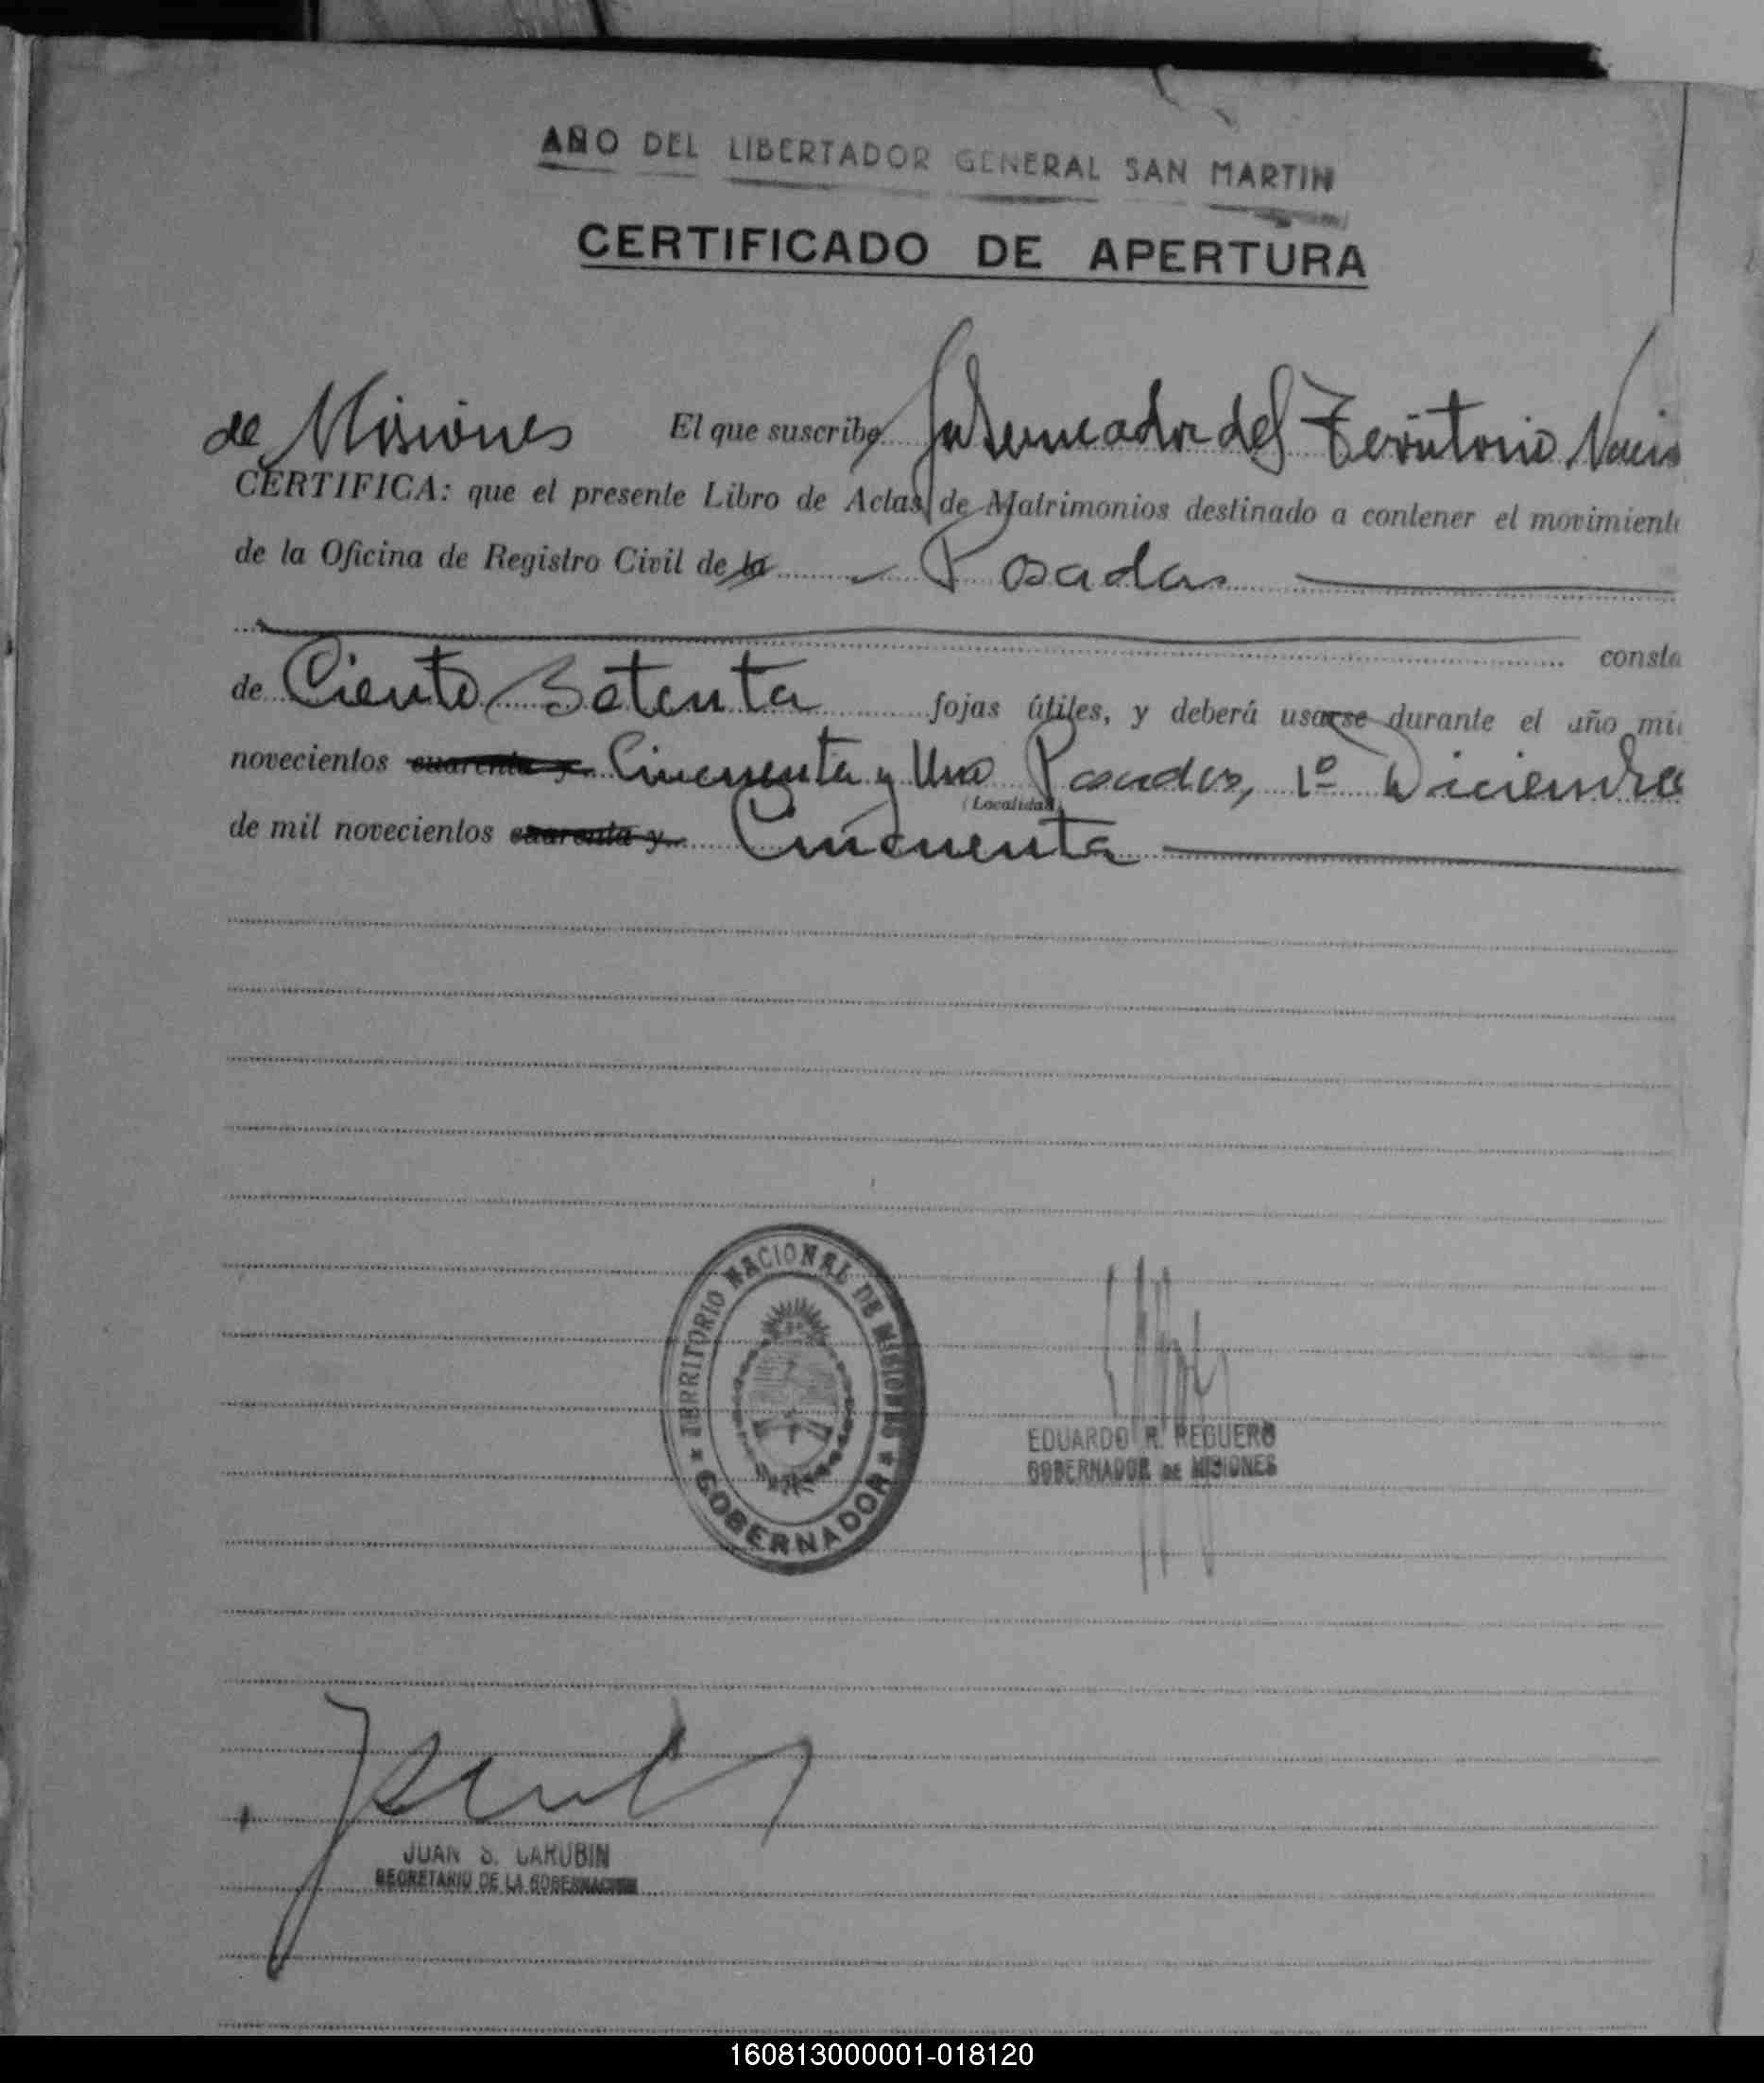 AÑO DEL LIBERTADOR GENERAL SAN MARTIN
CERTIFICADO DE APERTURA
de Misiones El que suscribe Gobernador del Territorio Nacio
CERTIFICA: que el presente Libro de Actas de Matrimonios destinado a contener el movimient
de la Oficina de Registro Civil de la Posadas
consta
de Ciento Setenta fojas útiles, y deberá usarse durante el año mil
novecientos cuarenta y Cincuenta y Uno Posadas, 1º Diciembre
(Localidad)
de mil novecientos cuarenta y Cincuenta
TERRITORIO NACIONAL DE MISIONES
GOBERNADOR
EDUARDO R. REGUERO
GOBERNADOR DE MISIONES
JUAN S. CARUBIN
SECRETARIO DE LA GOBERNACION
160813000001-018120